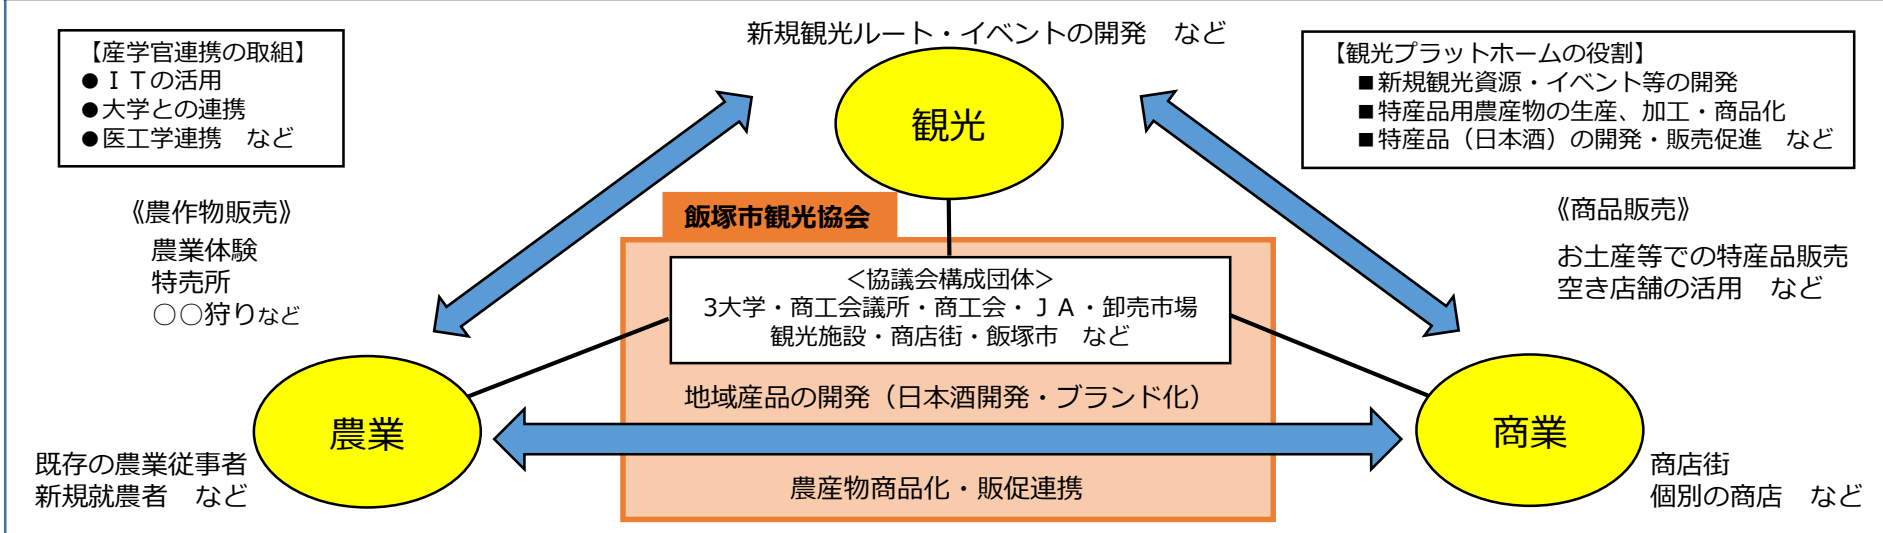 新規観光ルート・イベントの開発　など
【産学官連携の取組】
●ＩＴの活用
●大学との連携
●医工学連携　など
【観光プラットホームの役割】
■新規観光資源・イベント等の開発
■特産品用農産物の生産、加工・商品化
■特産品（日本酒）の開発・販売促進　など
観光
《農作物販売》
農業体験
特売所
○○狩りなど
飯塚市観光協会
《商品販売》
お土産等での特産品販売
空き店舗の活用　など
＜協議会構成団体＞
3大学・商工会議所・商工会・ＪＡ・卸売市場
観光施設・商店街・飯塚市　など
地域産品の開発（日本酒開発・ブランド化）
農業
商業
農産物商品化・販促連携
既存の農業従事者
新規就農者　など
商店街
個別の商店　など